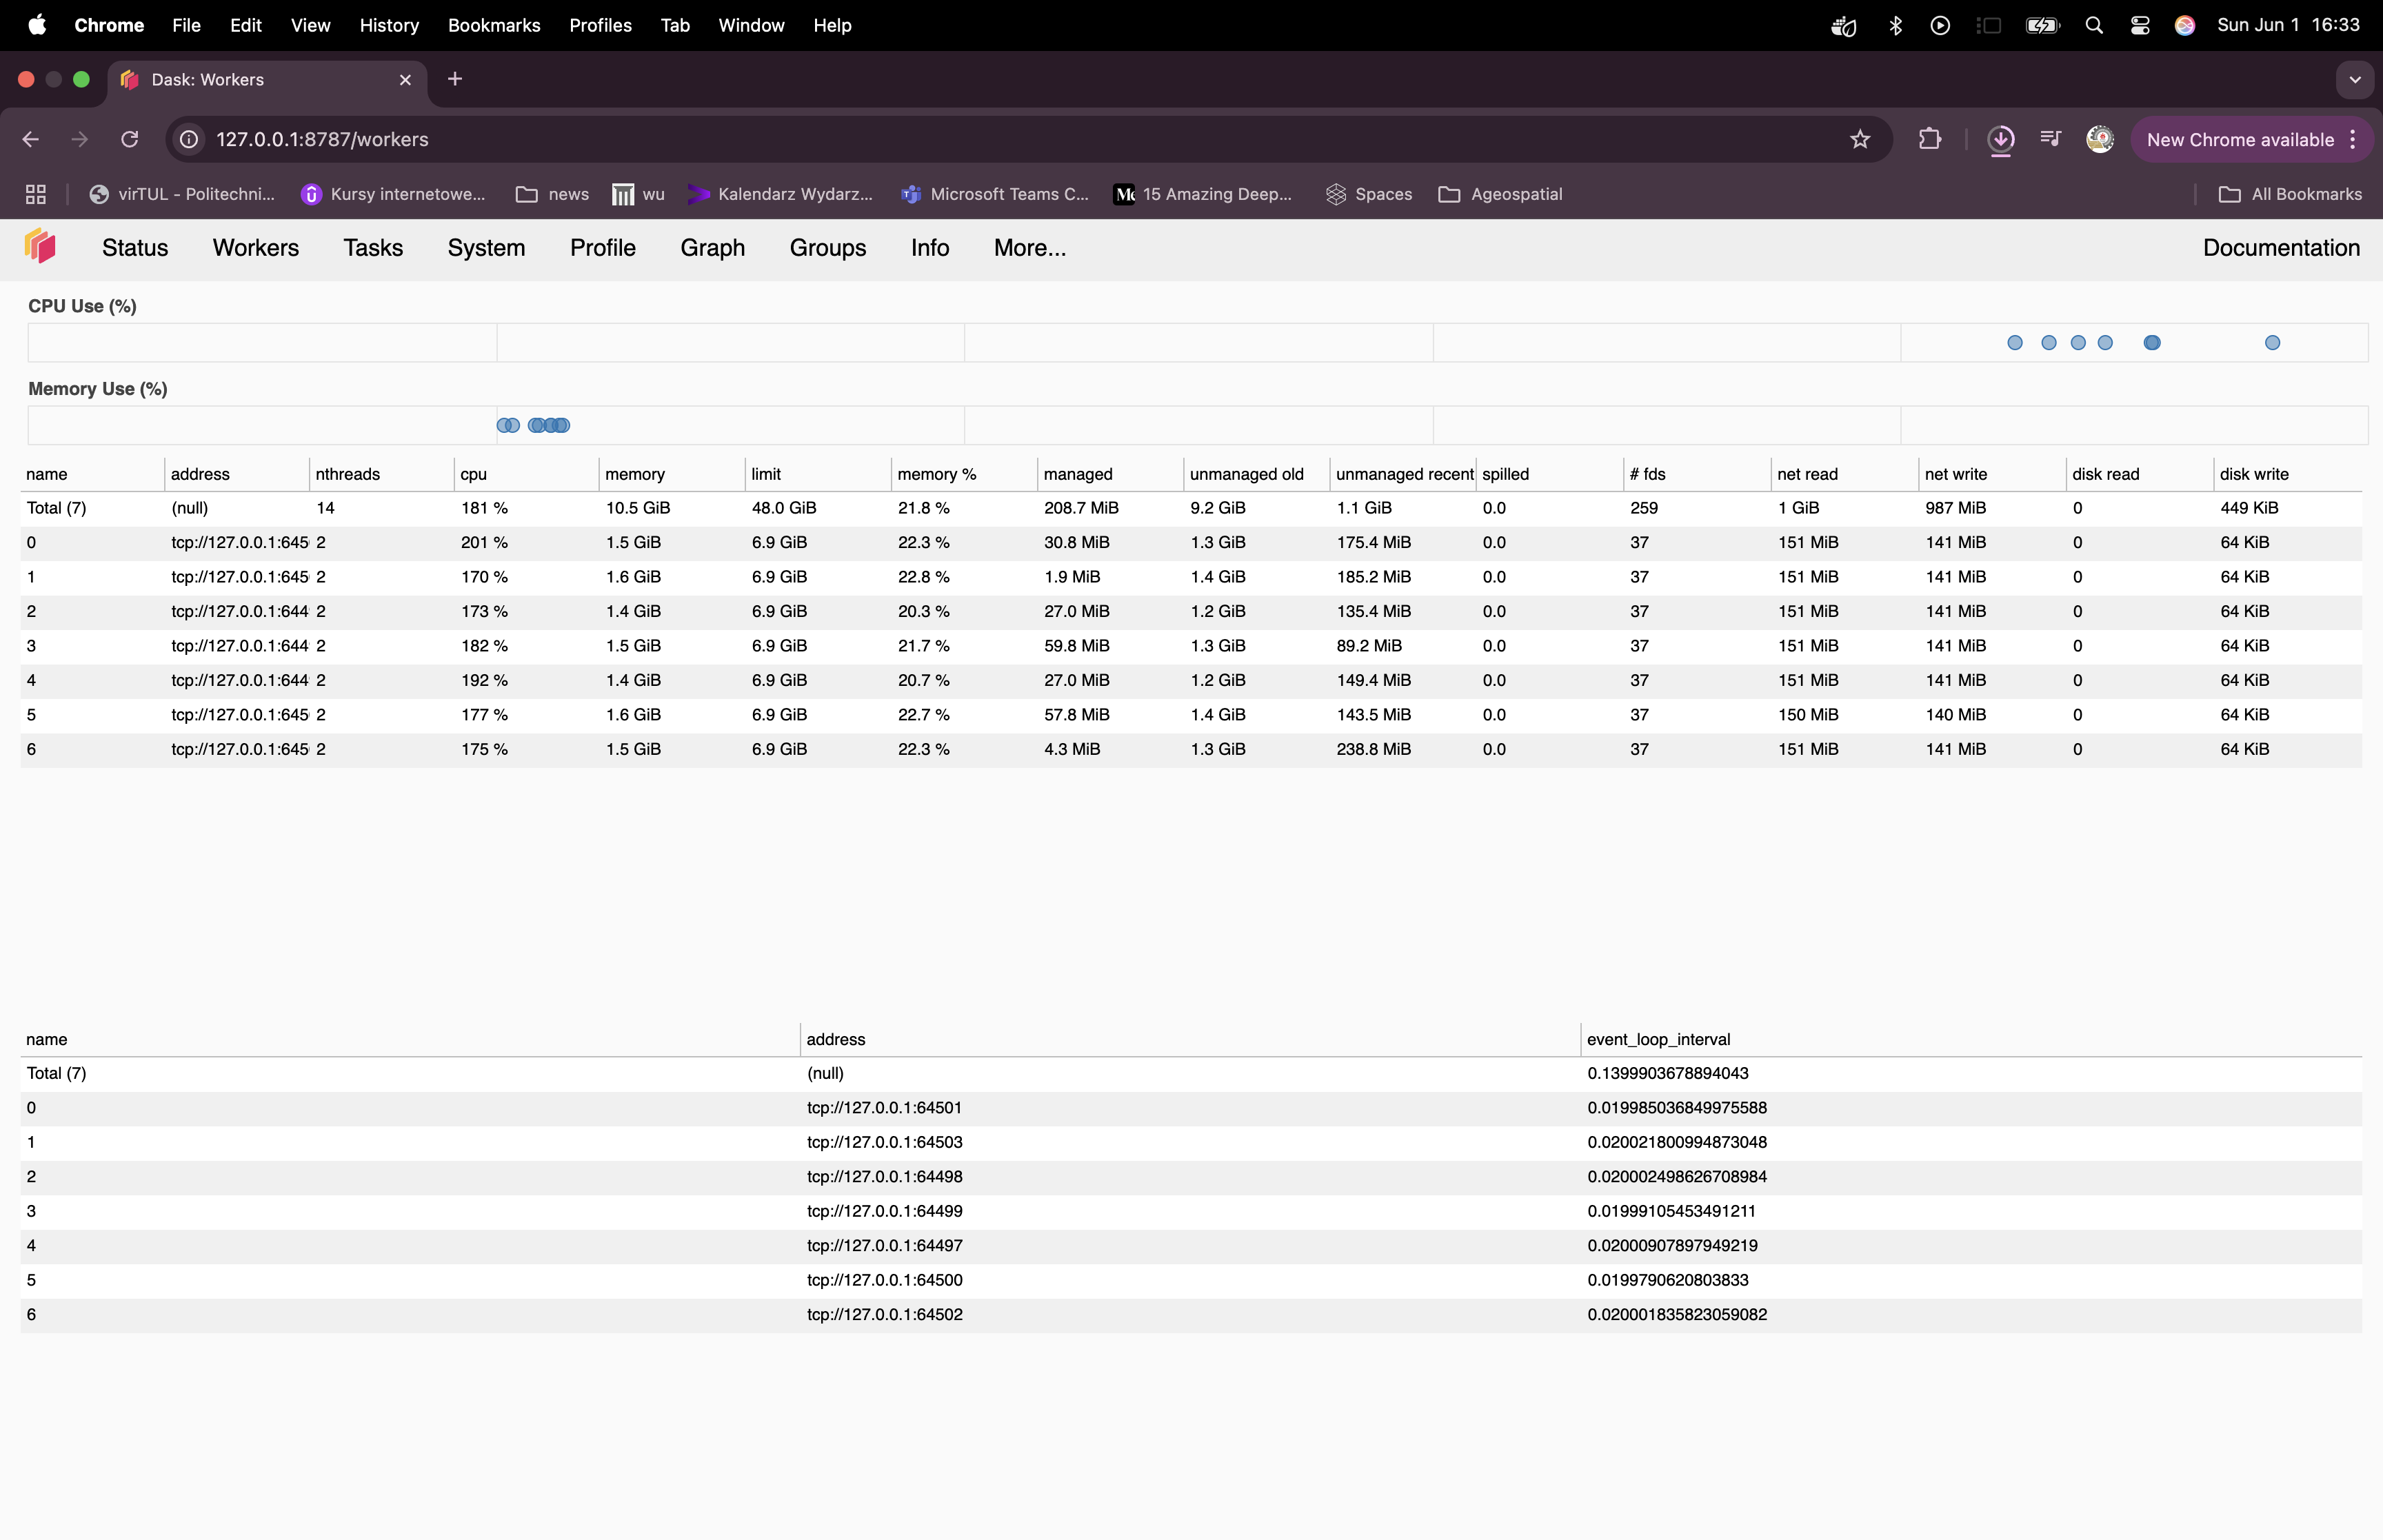 Chrome File Edit View History Bookmarks Profiles Tab Window Help Sun Jun 1 16:33
Dask: Workers
127.0.0.1:8787/workers New Chrome available
virTUL - Politechni... Kursy internetowe... news wu Kalendarz Wydarz... Microsoft Teams C... 15 Amazing Deep... Spaces Ageospatial All Bookmarks
Status Workers Tasks System Profile Graph Groups Info More... Documentation
CPU Use (%)
Memory Use (%)
name address nthreads cpu memory limit memory % managed unmanaged old unmanaged recent spilled # fds net read net write disk read disk write
Total (7) (null) 14 181 % 10.5 GiB 48.0 GiB 21.8 % 208.7 MiB 9.2 GiB 1.1 GiB 0.0 259 1 GiB 987 MiB 0 449 KiB
0 tcp://127.0.0.1:645 2 201 % 1.5 GiB 6.9 GiB 22.3 % 30.8 MiB 1.3 GiB 175.4 MiB 0.0 37 151 MiB 141 MiB 0 64 KiB
1 tcp://127.0.0.1:645 2 170 % 1.6 GiB 6.9 GiB 22.8 % 1.9 MiB 1.4 GiB 185.2 MiB 0.0 37 151 MiB 141 MiB 0 64 KiB
2 tcp://127.0.0.1:644 2 173 % 1.4 GiB 6.9 GiB 20.3 % 27.0 MiB 1.2 GiB 135.4 MiB 0.0 37 151 MiB 141 MiB 0 64 KiB
3 tcp://127.0.0.1:644 2 182 % 1.5 GiB 6.9 GiB 21.7 % 59.8 MiB 1.3 GiB 89.2 MiB 0.0 37 151 MiB 141 MiB 0 64 KiB
4 tcp://127.0.0.1:644 2 192 % 1.4 GiB 6.9 GiB 20.7 % 27.0 MiB 1.2 GiB 149.4 MiB 0.0 37 151 MiB 141 MiB 0 64 KiB
5 tcp://127.0.0.1:645 2 177 % 1.6 GiB 6.9 GiB 22.7 % 57.8 MiB 1.4 GiB 143.5 MiB 0.0 37 150 MiB 140 MiB 0 64 KiB
6 tcp://127.0.0.1:645 2 175 % 1.5 GiB 6.9 GiB 22.3 % 4.3 MiB 1.3 GiB 238.8 MiB 0.0 37 151 MiB 141 MiB 0 64 KiB
name address event_loop_interval
Total (7) (null) 0.1399903678894043
0 tcp://127.0.0.1:64501 0.019985036849975588
1 tcp://127.0.0.1:64503 0.020021800994873048
2 tcp://127.0.0.1:64498 0.020002498626708984
3 tcp://127.0.0.1:64499 0.01999105453491211
4 tcp://127.0.0.1:64497 0.02000907897949219
5 tcp://127.0.0.1:64500 0.0199790620803833
6 tcp://127.0.0.1:64502 0.020001835823059082